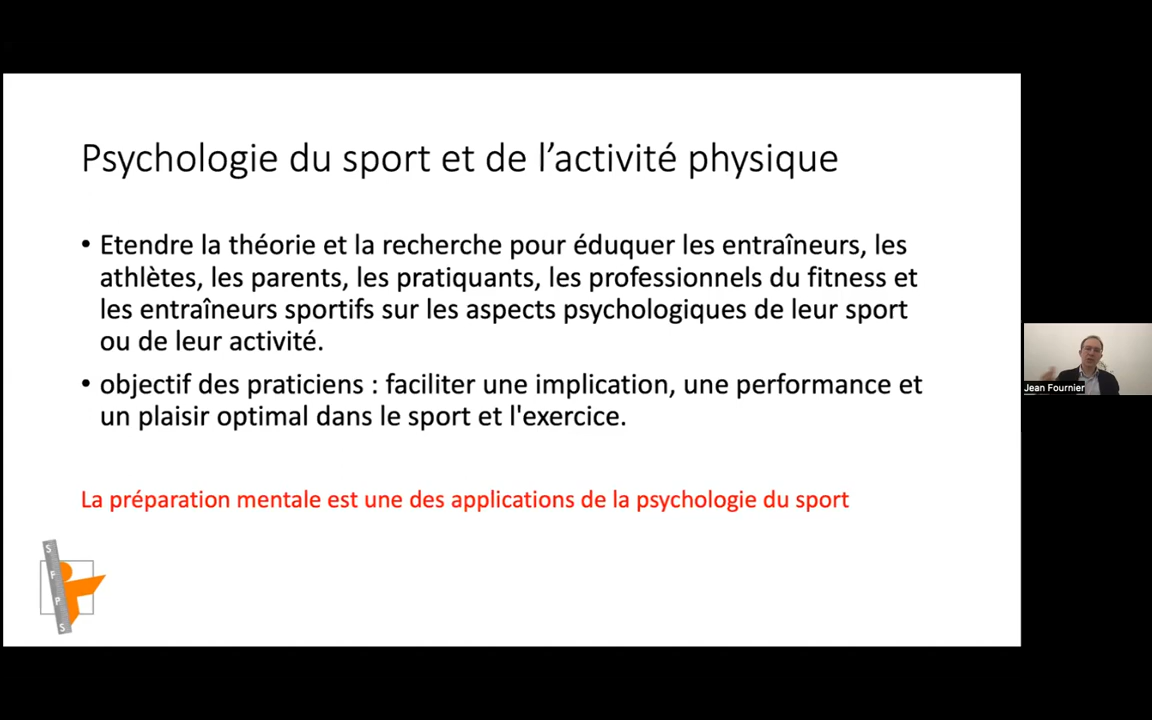 Psychologie du sport et de l’activité physique
• Etendre la théorie et la recherche pour éduquer les entraîneurs, les
athlètes, les parents, les pratiquants, les professionnels du fitness et
les entraîneurs sportifs sur les aspects psychologiques de leur sport
ou de leur activité.
• objectif des praticiens : faciliter une implication, une performance et
un plaisir optimal dans le sport et l'exercice.
Jean Fournier
La préparation mentale est une des applications de la psychologie du sport
S
F
P
S